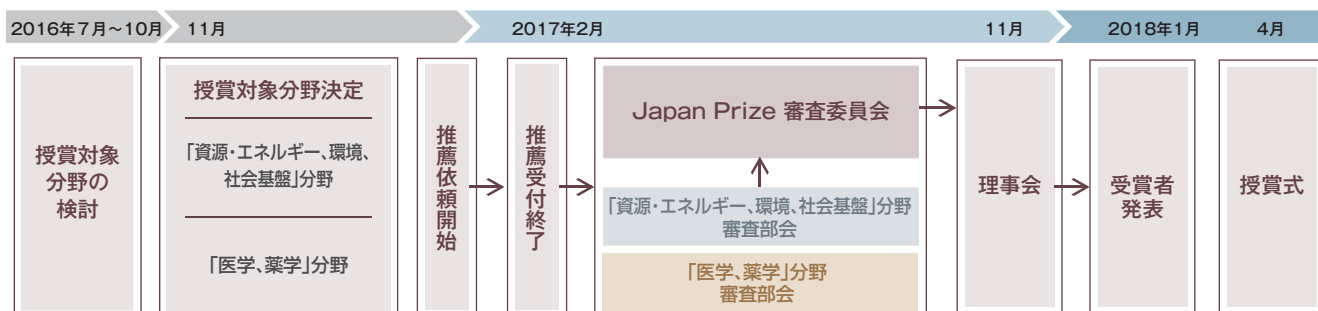 2016年7月～10月
11月
2017年2月
11月
2018年1月
4月
授賞対象
分野の
検討
授賞対象分野決定
「資源・エネルギー、環境、
社会基盤」分野
「医学、薬学」分野
推薦依頼開始
推薦受付終了
Japan Prize 審査委員会
「資源・エネルギー、環境、社会基盤」分野
審査部会
「医学、薬学」分野
審査部会
理事会
受賞者
発表
授賞式